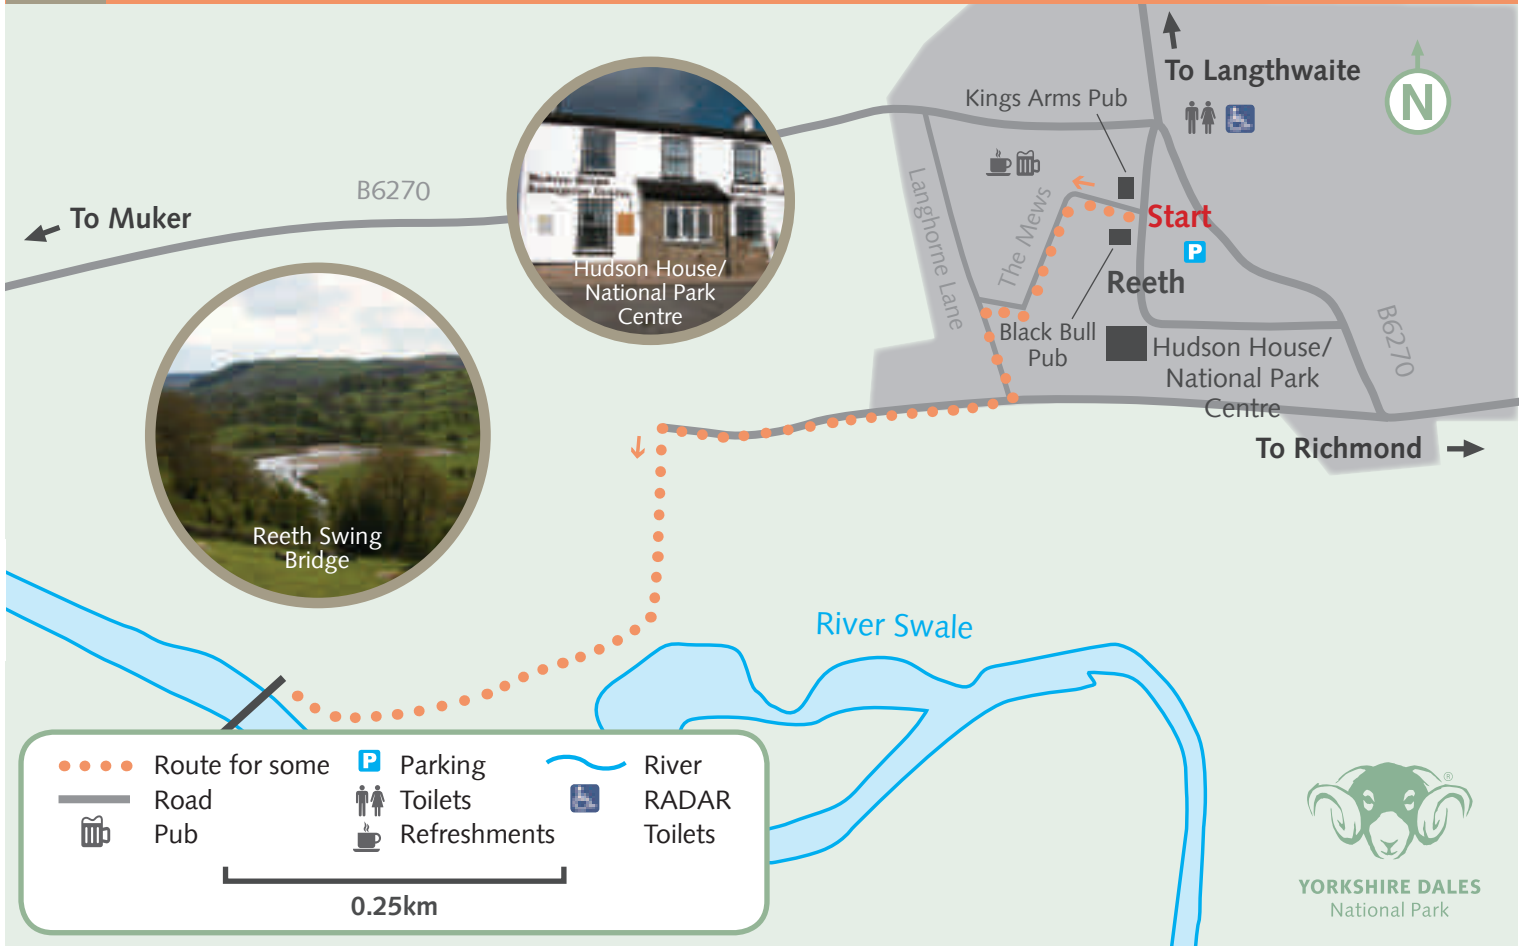 To Langthwaite
N
Kings Arms Pub
B6270
To Muker
Langhorne Lane
The Mews
Start
P
Reeth
Hudson House/
National Park
Centre
Black Bull
Pub
Hudson House/
National Park
Centre
B6270
To Richmond
Reeth Swing
Bridge
River Swale
Route for some
P
Parking
River
Road
Toilets
RADAR
Toilets
Pub
Refreshments
0.25km
®
YORKSHIRE DALES
National Park